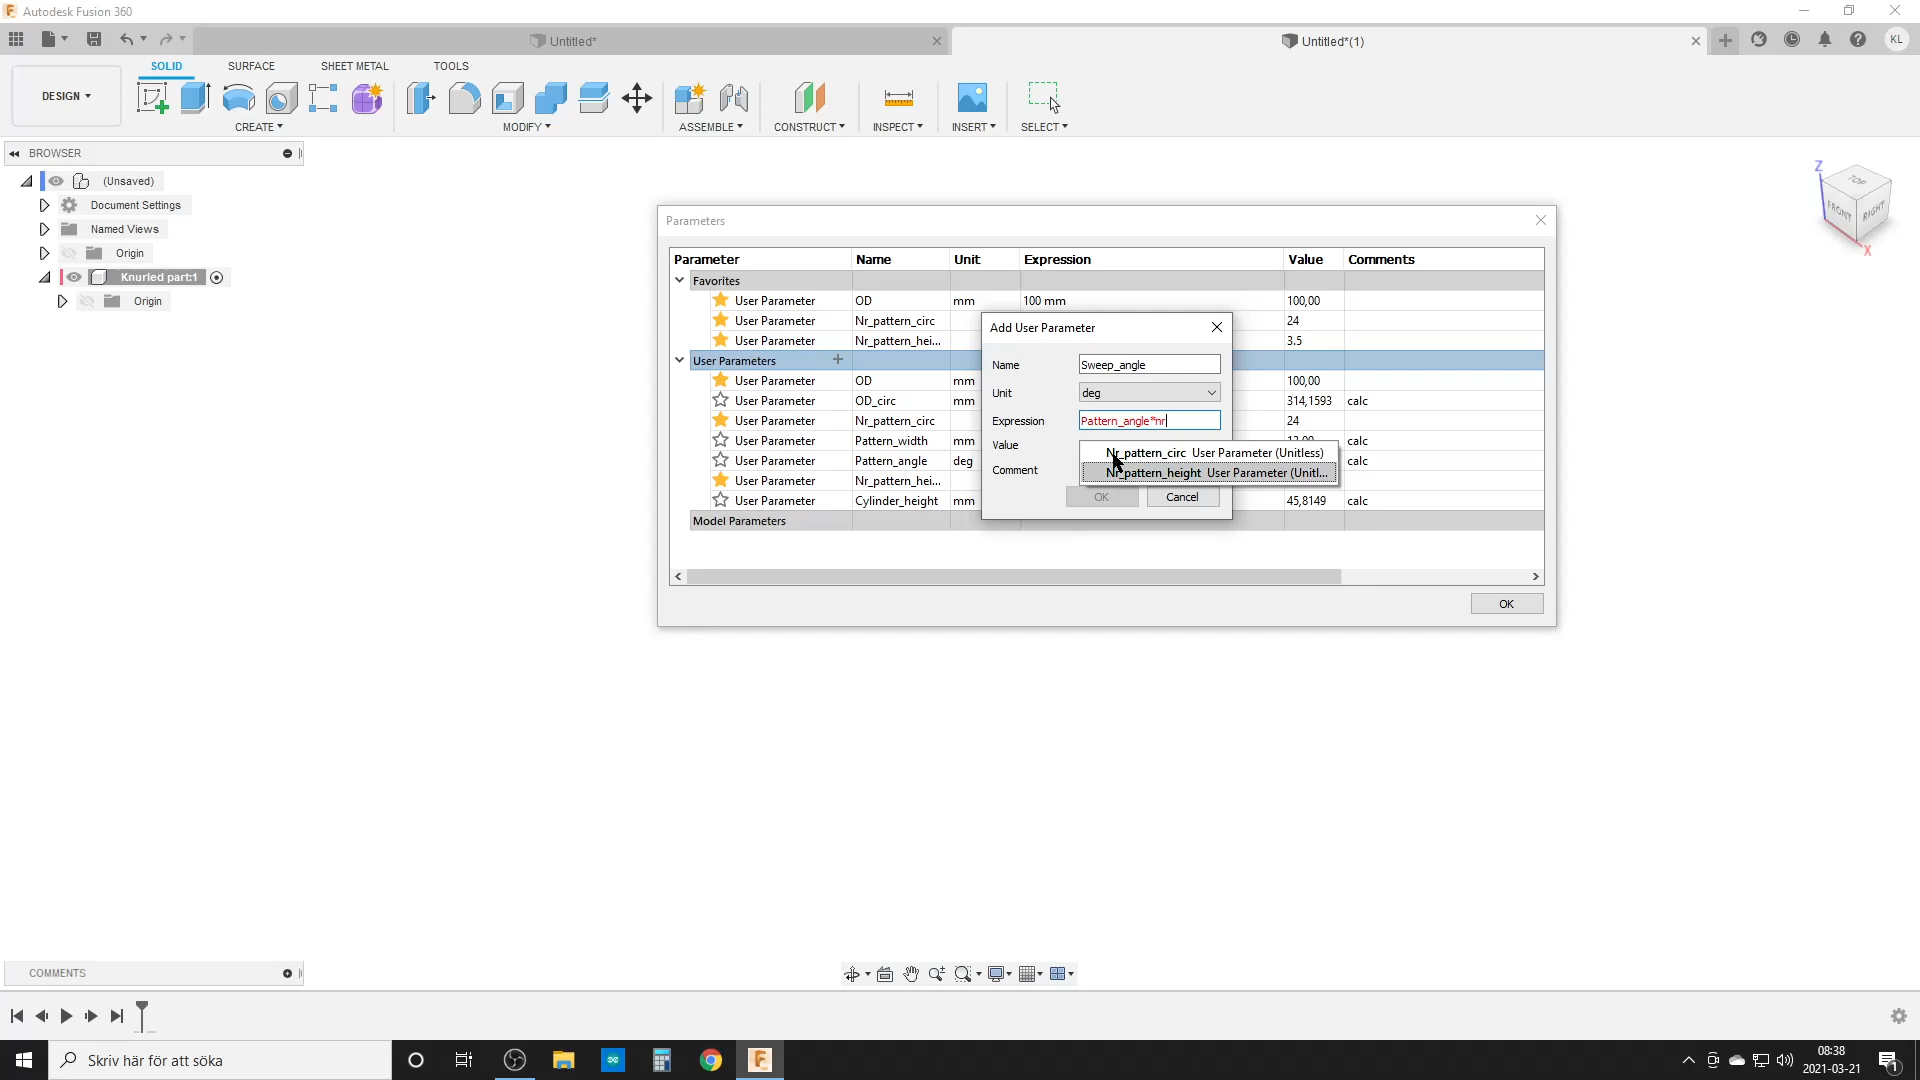 Autodesk Fusion 360
Untitled*
Untitled*(1)
KL
DESIGN
SOLID
SURFACE
SHEET METAL
TOOLS
CREATE
MODIFY
ASSEMBLE
CONSTRUCT
INSPECT
INSERT
SELECT
BROWSER
(Unsaved)
Document Settings
Named Views
Origin
Knurled part:1
Origin
Z
TOP
FRONT
RIGHT
X
Parameters
Parameter Name Unit Expression Value Comments
Favorites
User Parameter OD mm 100 mm 100,00
User Parameter Nr_pattern_circ 24
User Parameter Nr_pattern_hei... 3.5
User Parameters
User Parameter OD mm 100,00
User Parameter OD_circ mm 314,1593 calc
User Parameter Nr_pattern_circ 24
User Parameter Pattern_width mm calc
User Parameter Pattern_angle deg calc
User Parameter Nr_pattern_hei...
User Parameter Cylinder_height mm 45,8149 calc
Model Parameters
OK
Add User Parameter
Name Sweep_angle
Unit deg
Expression Pattern_angle*nr
Value
Comment
Nr_pattern_circ User Parameter (Unitless)
Nr_pattern_height User Parameter (Unitl...
OK Cancel
COMMENTS
Skriv här för att söka
08:38
2021-03-21
1